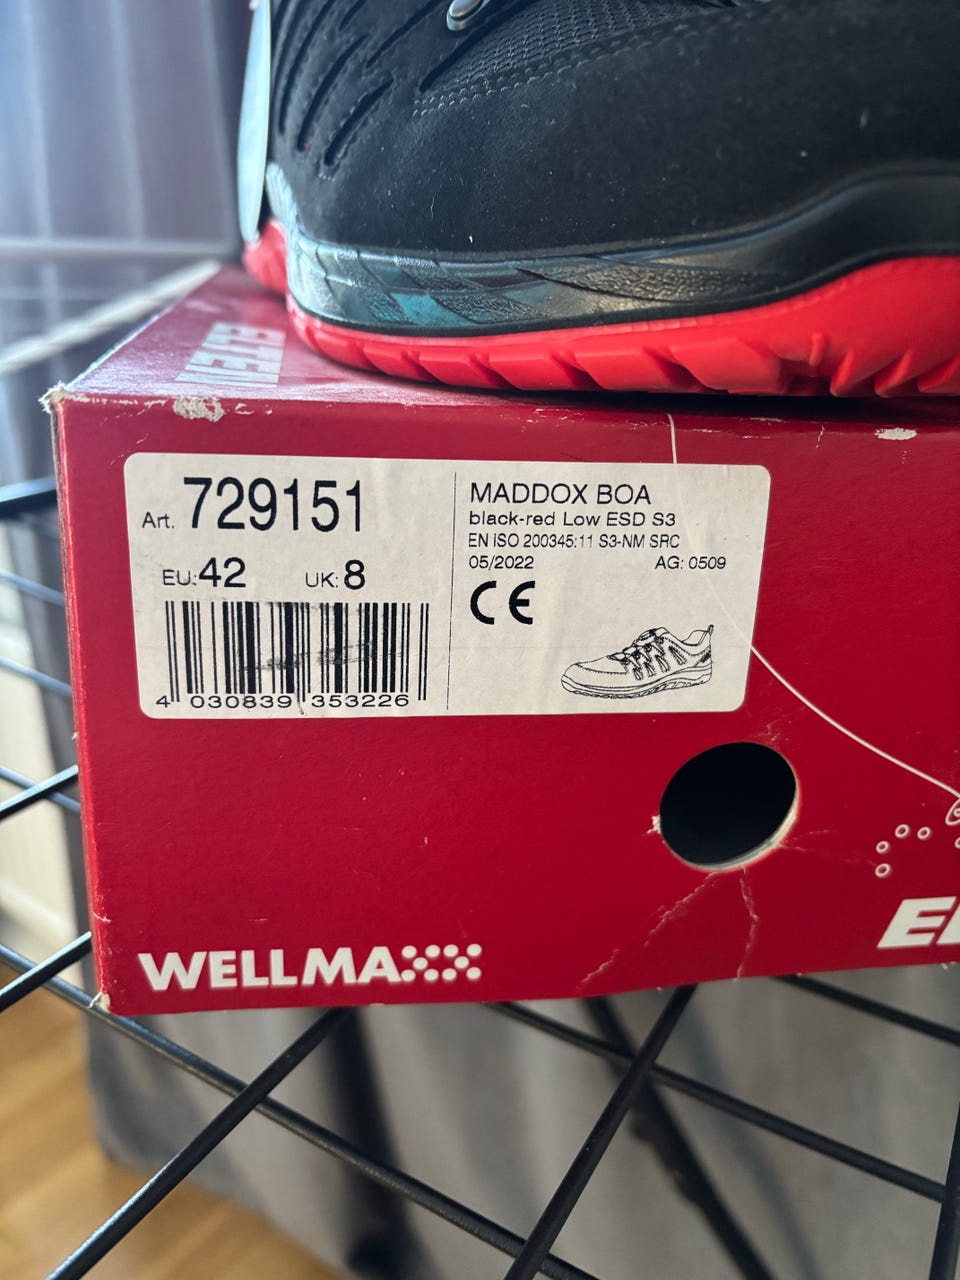 Art. 729151
EU: 42 UK: 8
4 030839 353226
MADDOX BOA
black-red Low ESD S3
EN ISO 200345:11 S3-NM SRC
05/2022 AG: 0509
CE
WELLMAXX